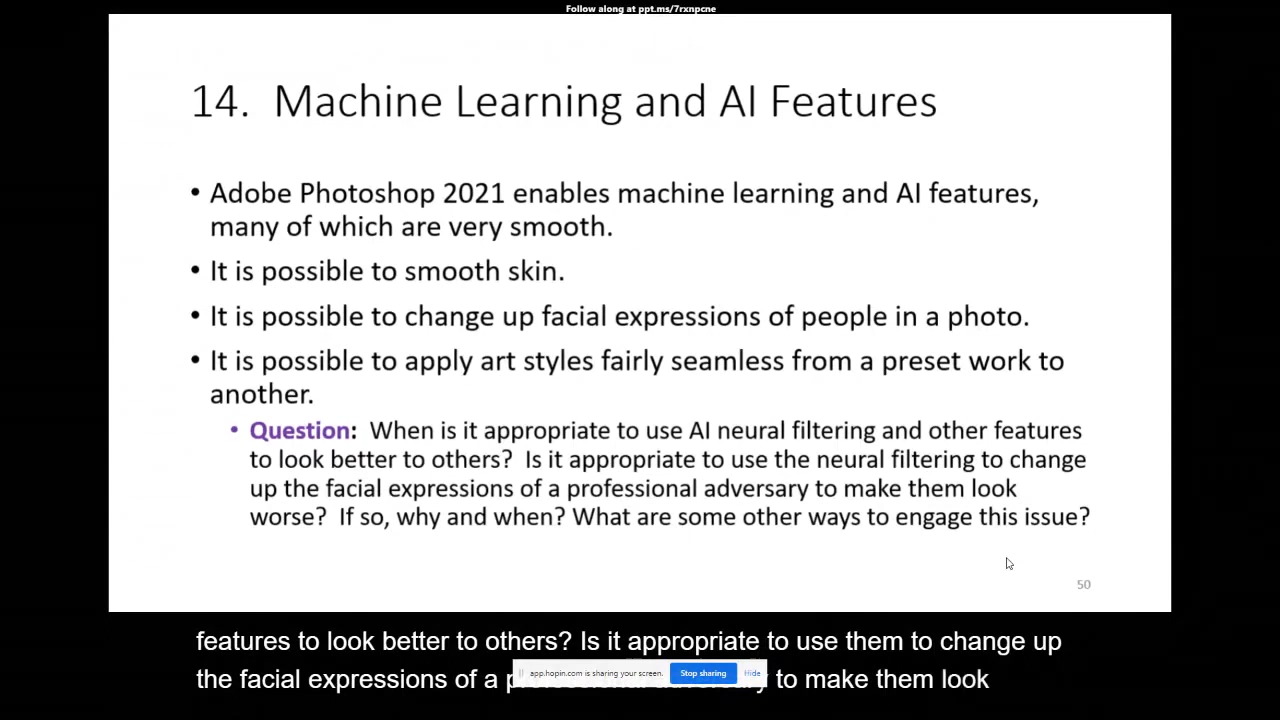 Follow along at ppt.ms/7rxnpcne
14. Machine Learning and AI Features
• Adobe Photoshop 2021 enables machine learning and AI features,
many of which are very smooth.
• It is possible to smooth skin.
• It is possible to change up facial expressions of people in a photo.
• It is possible to apply art styles fairly seamless from a preset work to
another.
• Question: When is it appropriate to use AI neural filtering and other features
to look better to others? Is it appropriate to use the neural filtering to change
up the facial expressions of a professional adversary to make them look
worse? If so, why and when? What are some other ways to engage this issue?
50
features to look better to others? Is it appropriate to use them to change up
the facial expressions of a to make them look
app.hopin.com is sharing your screen. Stop sharing Hide